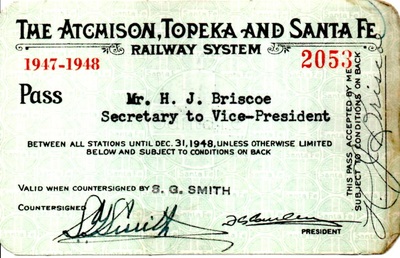 The Atchison, Topeka and Santa Fe
Railway System
1947-1948
2053
Pass
Mr. H. J. Briscoe
Secretary to Vice-President
BETWEEN ALL STATIONS UNTIL DEC. 31, 1948, UNLESS OTHERWISE LIMITED
BELOW AND SUBJECT TO CONDITIONS ON BACK
VALID WHEN COUNTERSIGNED BY S. G. SMITH
COUNTERSIGNED
S G Smith
PRESIDENT
THIS PASS ACCEPTED BY ME
SUBJECT TO CONDITIONS ON BACK
H J Briscoe